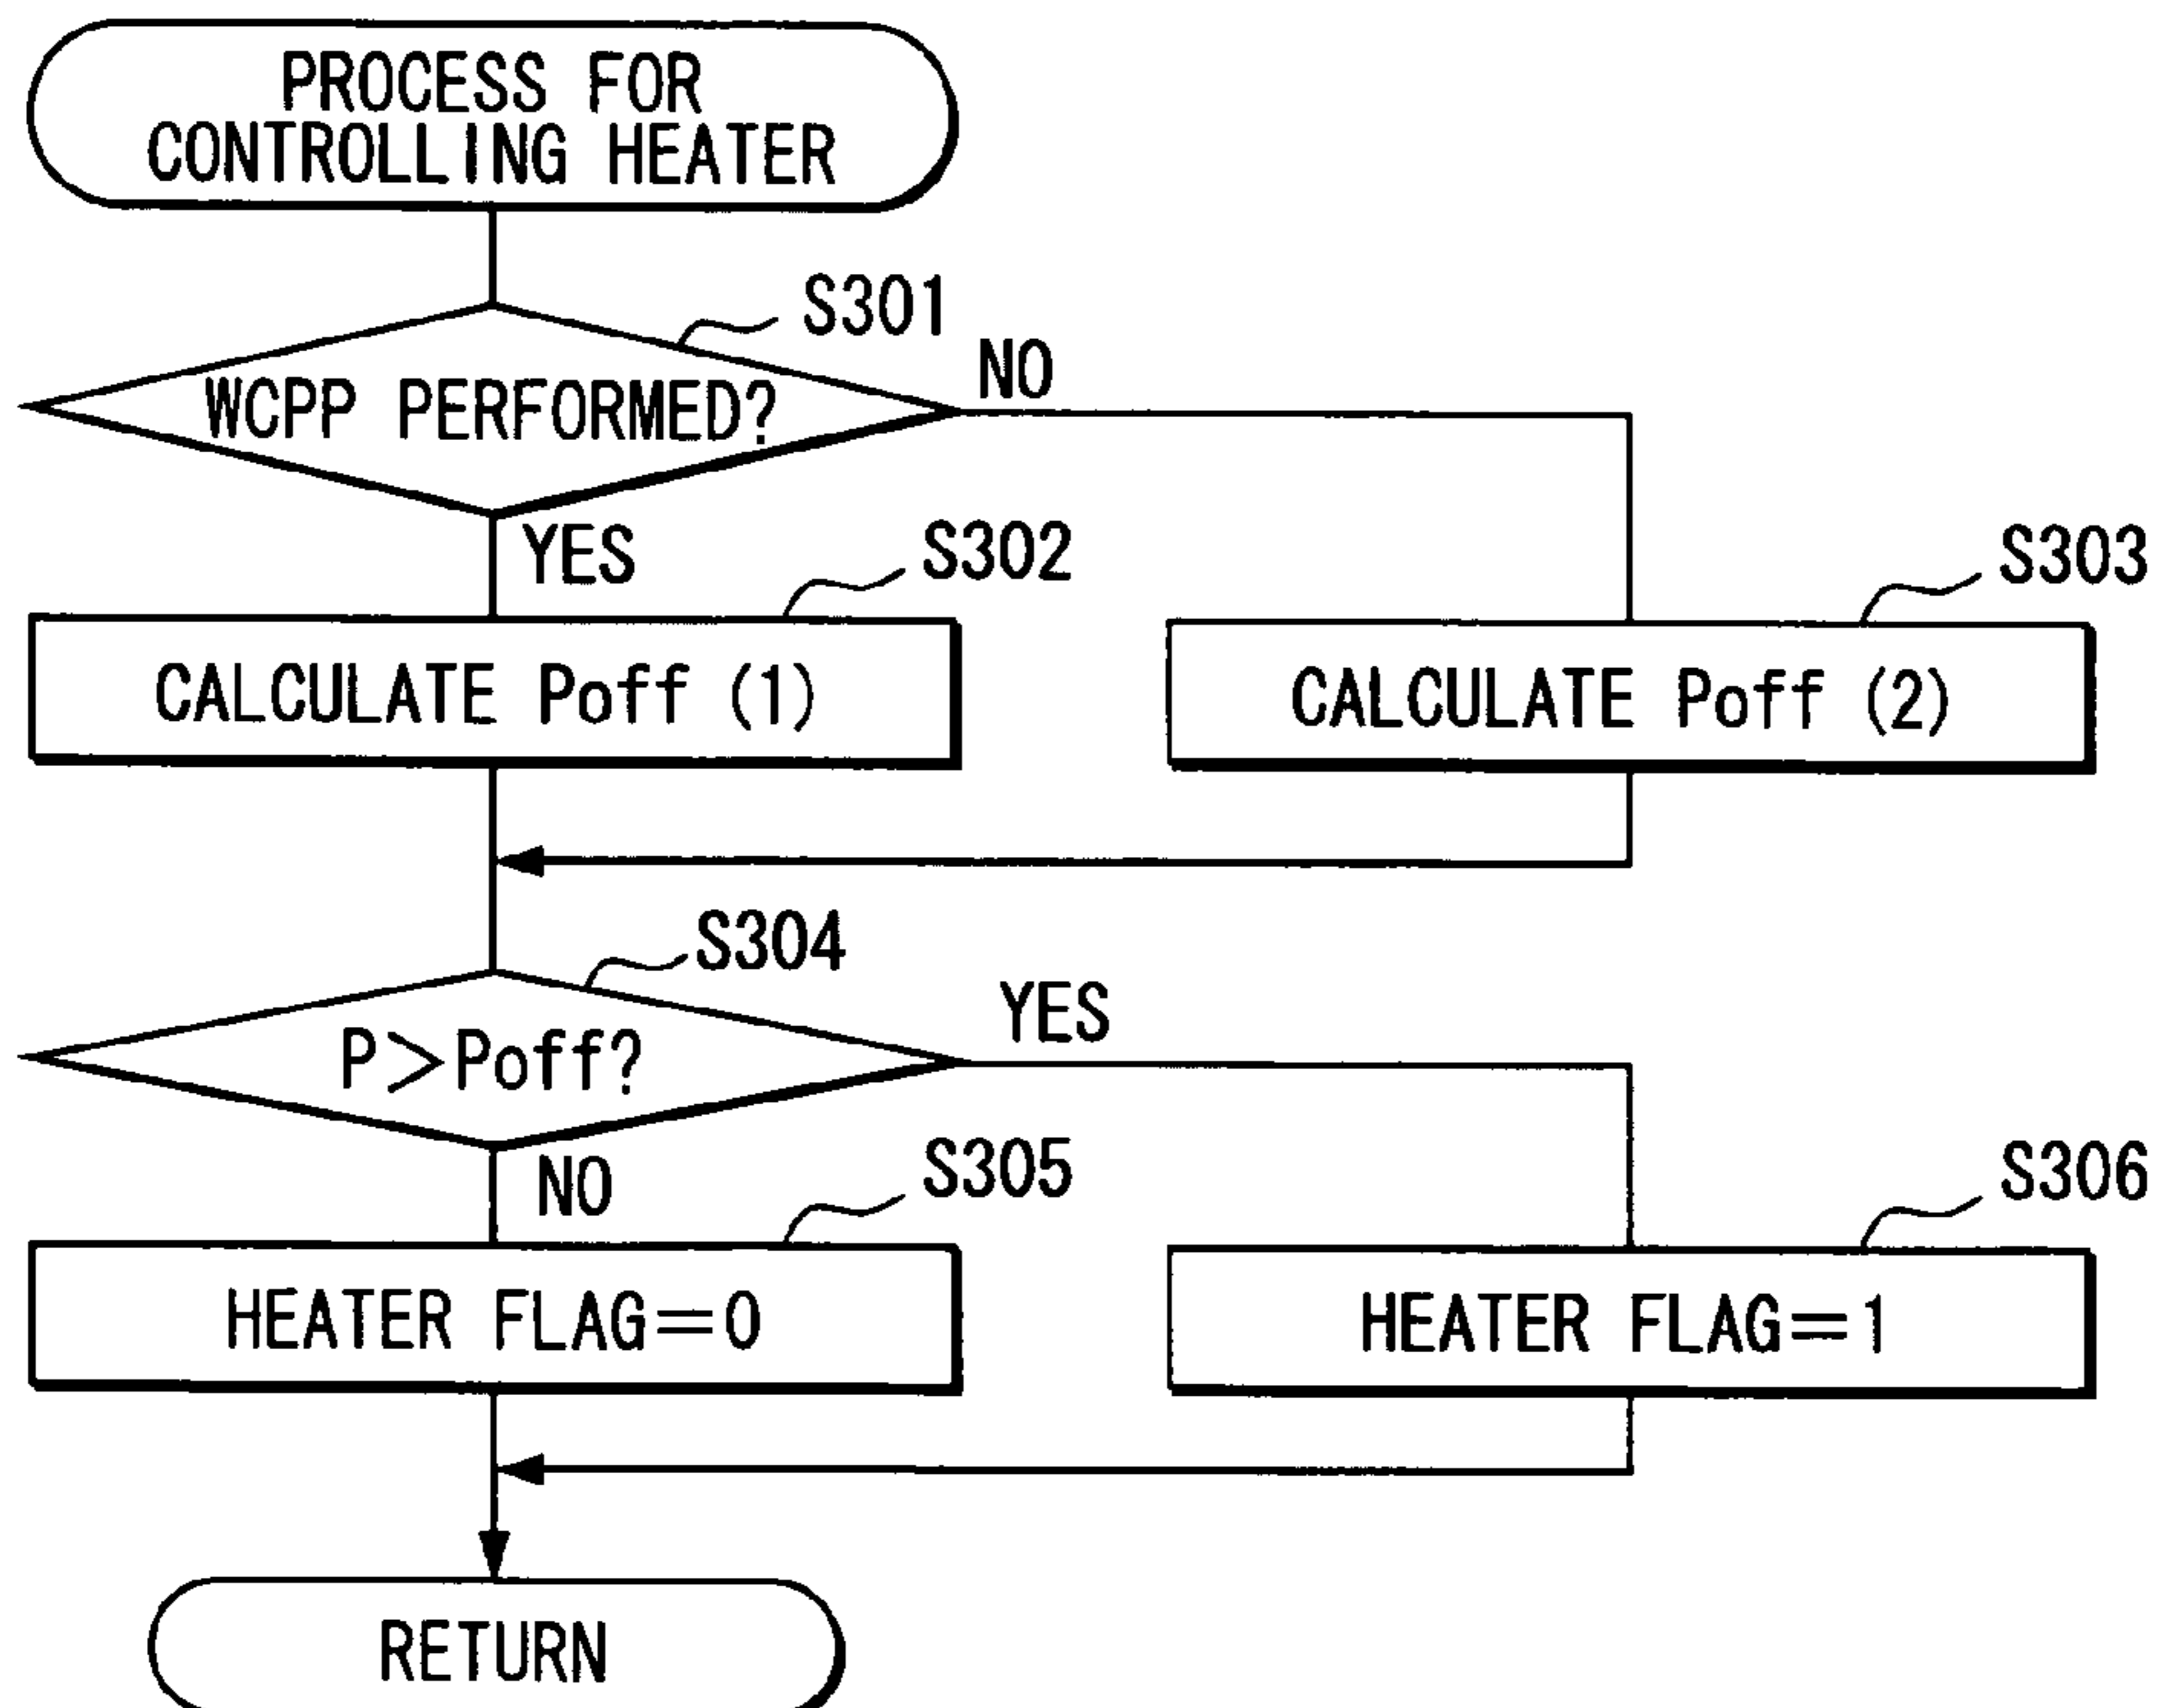 PROCESS FOR
CONTROLLING HEATER
S301
WCPP PERFORMED?
NO
YES
S302
S303
CALCULATE Poff (1)
CALCULATE Poff (2)
S304
P>Poff?
YES
NO
S305
S306
HEATER FLAG=0
HEATER FLAG=1
RETURN